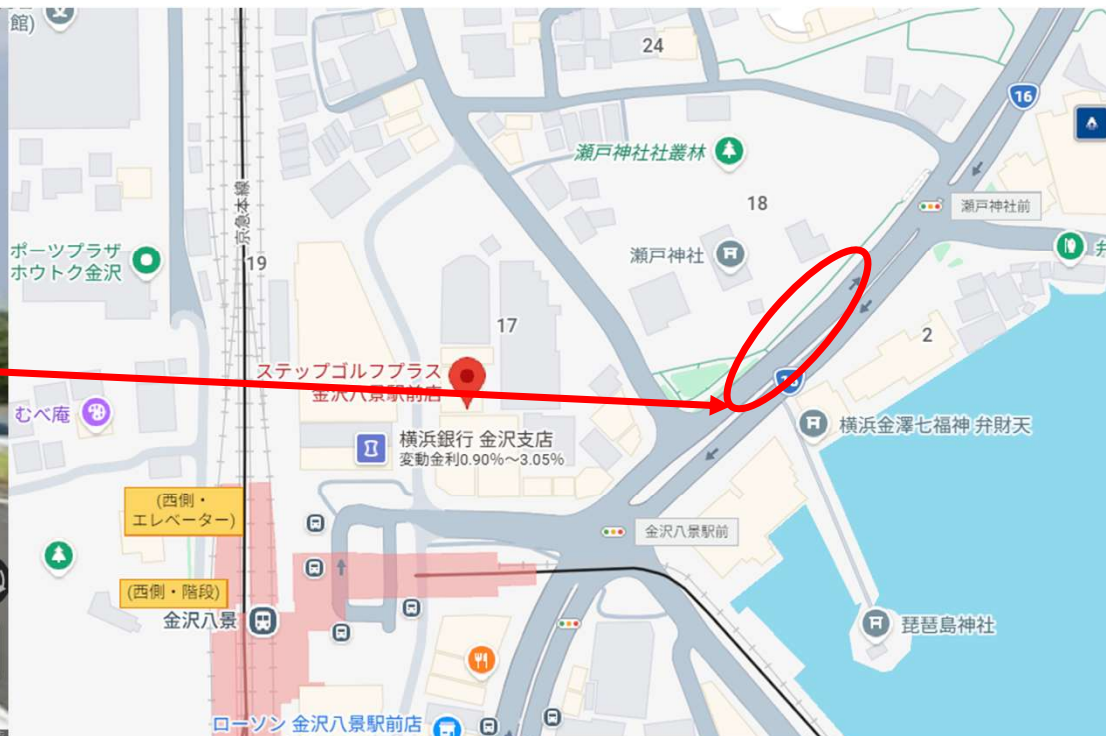 館)
24
16
瀬戸神社社叢林
18
瀬戸神社前
京急本線
ポーツプラザ
ホウトク金沢
19
瀬戸神社
17
2
ステップゴルフプラス
金沢八景駅前店
むべ庵
横浜銀行 金沢支店
変動金利0.90%~3.05%
横浜金澤七福神 弁財天
(西側・
エレベーター)
金沢八景駅前
(西側・階段)
金沢八景
琵琶島神社
ローソン 金沢八景駅前店